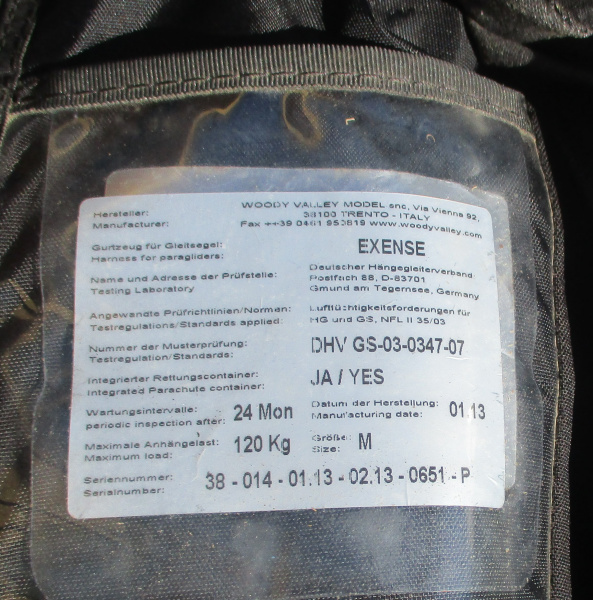 Hersteller: WOODY VALLEY MODEL snc, Via Vienna 92,
Manufacturer: 38100 TRENTO - ITALY
Fax ++39 0461 950819 www.woodyvalley.com
Gurtzeug für Gleitsegel: EXENSE
Harness for paragliders:
Name und Adresse der Prüfstelle: Deutscher Hängegleiterverband
Testing Laboratory Postfach 88, D-83701
Gmund am Tegernsee, Germany
Angewandte Prüfrichtlinien/Normen: Lufttüchtigkeitsforderungen für
Testregulations/Standards applied: HG und GS, NFL II 35/03
Nummer der Musterprüfung: DHV GS-03-0347-07
Testregulation/Standards:
Integrierter Rettungscontainer: JA / YES
Integrated Parachute container:
Wartungsintervalle: 24 Mon Datum der Herstellung: 01.13
periodic inspection after: Manufacturing date:
Maximale Anhängelast: 120 Kg Größe: M
Maximum load: Size:
Seriennummer: 38 - 014 - 01.13 - 02.13 - 0651 - P
Serialnumber: